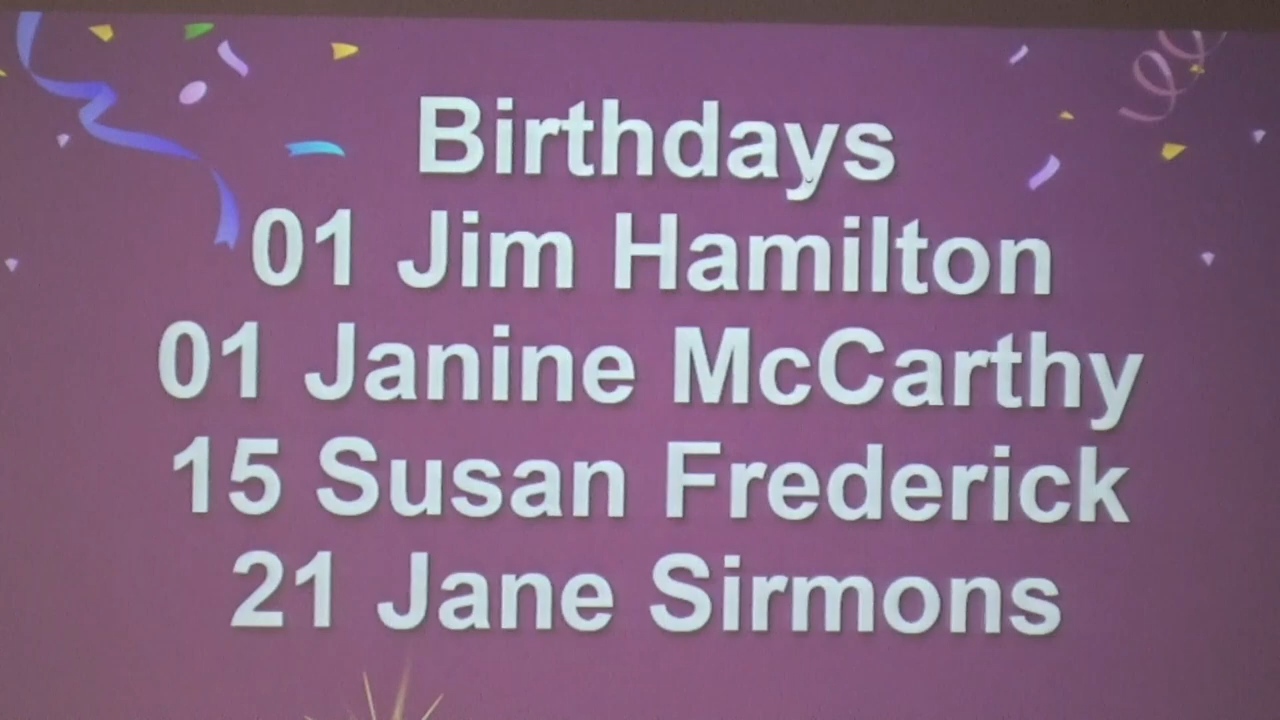 Birthdays
01 Jim Hamilton
01 Janine McCarthy
15 Susan Frederick
21 Jane Sirmons